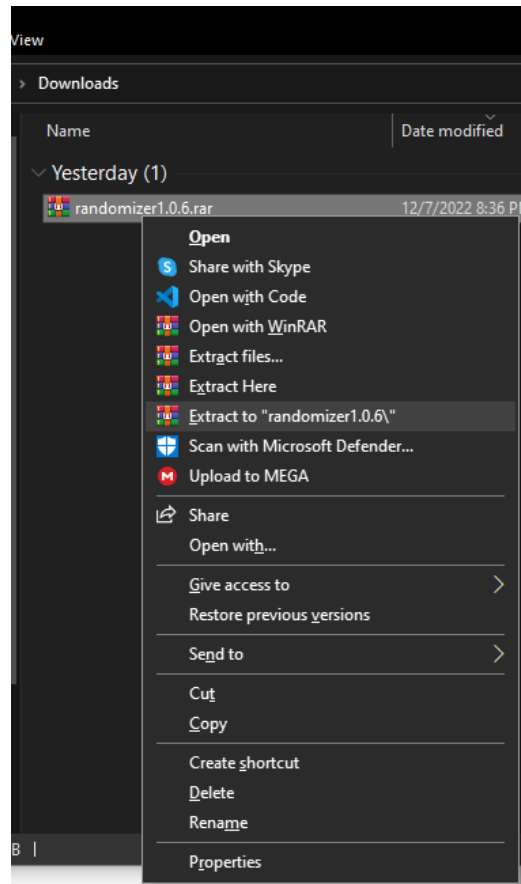 View
Downloads
Name Date modified
Yesterday (1)
randomizer1.0.6.rar 12/7/2022 8:36 P
Open
Share with Skype
Open with Code
Open with WinRAR
Extract files...
Extract Here
Extract to "randomizer1.0.6\"
Scan with Microsoft Defender...
Upload to MEGA
Share
Open with...
Give access to
Restore previous versions
Send to
Cut
Copy
Create shortcut
Delete
Rename
B
Properties